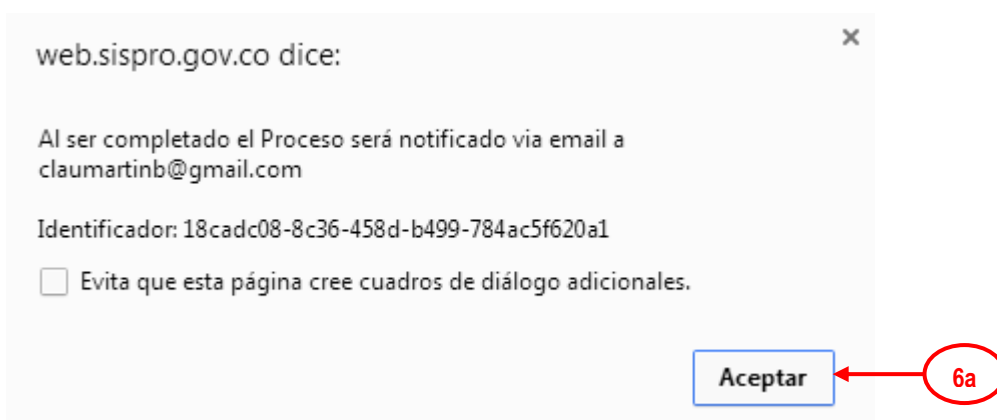 web.sispro.gov.co dice:
Al ser completado el Proceso será notificado via email a
claumartinb@gmail.com
Identificador: 18cadc08-8c36-458d-b499-784ac5f620a1
Evita que esta página cree cuadros de diálogo adicionales.
Aceptar
6a